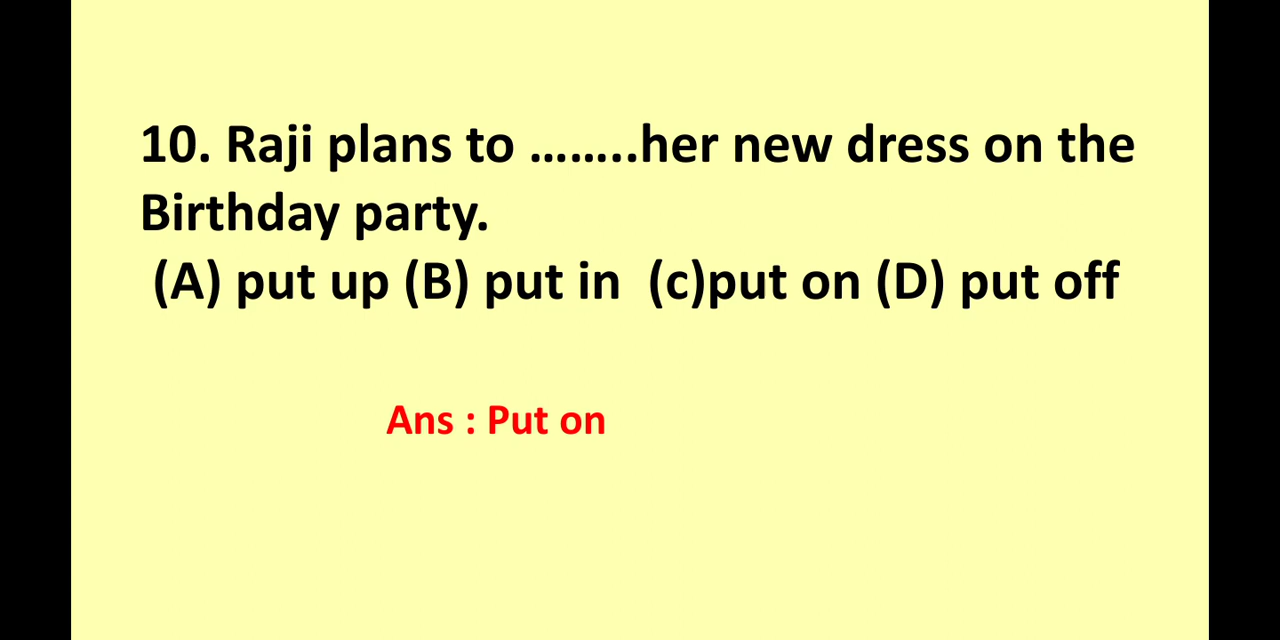 10. Raji plans to ……..her new dress on the
Birthday party.
(A) put up (B) put in (c)put on (D) put off
Ans : Put on